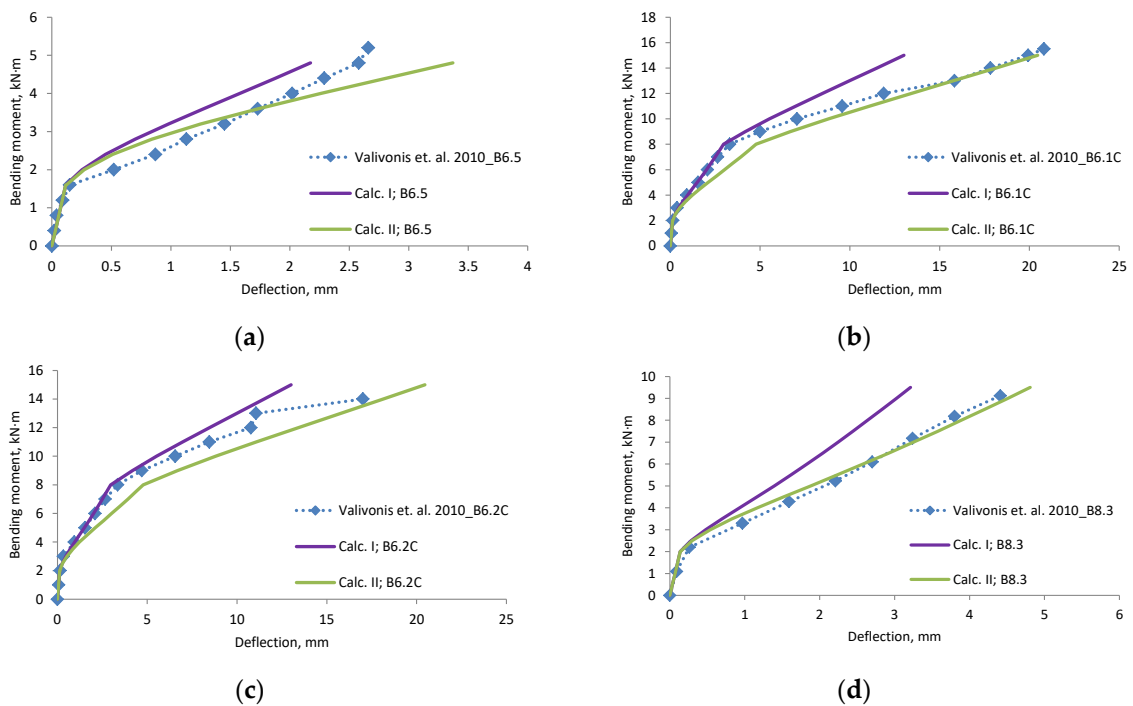 6
5
4
3
2
1
0
Bending moment, kN·m
Valivonis et. al. 2010_B6.5
Calc. I; B6.5
Calc. II; B6.5
0 0.5 1 1.5 2 2.5 3 3.5 4
Deflection, mm
(a)
18
16
14
12
10
8
6
4
2
0
Bending moment, kN·m
Valivonis et. al. 2010_B6.1C
Calc. I; B6.1C
Calc. II; B6.1C
0 5 10 15 20 25
Deflection, mm
(b)
16
14
12
10
8
6
4
2
0
Bending moment, kN·m
Valivonis et. al. 2010_B6.2C
Calc. I; B6.2C
Calc. II; B6.2C
0 5 10 15 20 25
Deflection, mm
(c)
10
9
8
7
6
5
4
3
2
1
0
Bending moment, kN·m
Valivonis et. al. 2010_B8.3
Calc. I; B8.3
Calc. II; B8.3
0 1 2 3 4 5 6
Deflection, mm
(d)